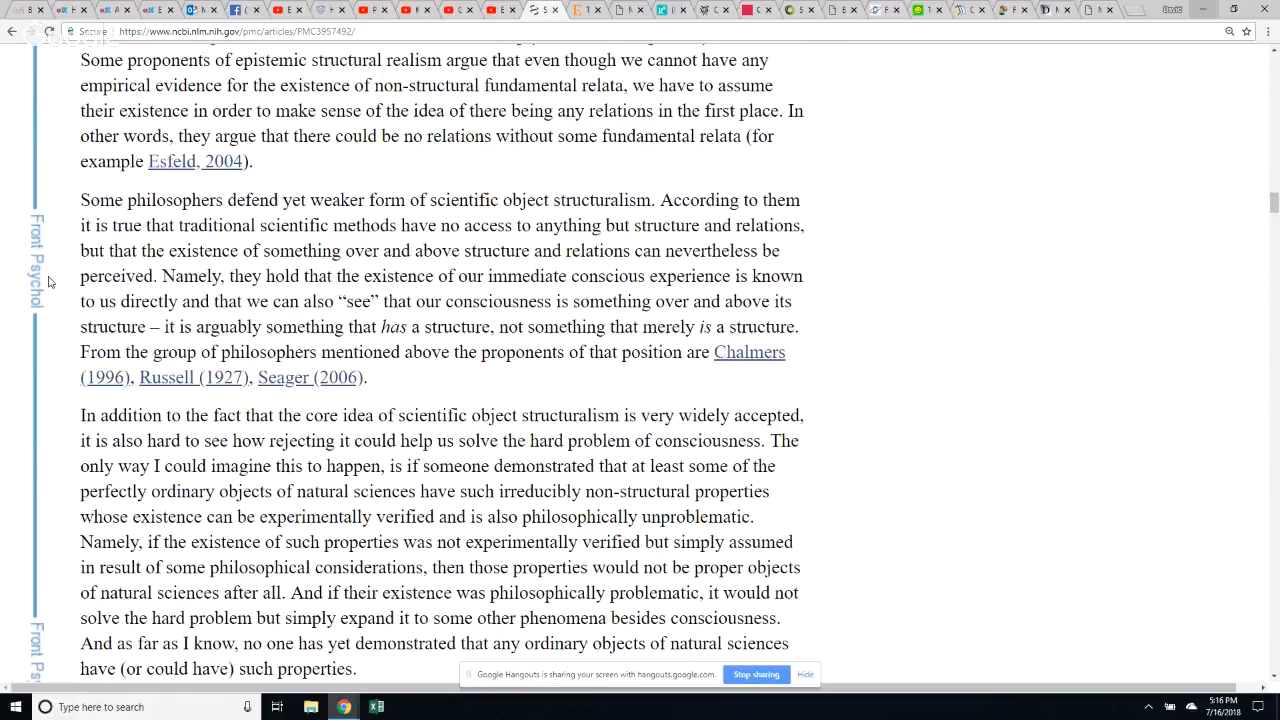 Secure
https://www.ncbi.nlm.nih.gov/pmc/articles/PMC3957492/
Some proponents of epistemic structural realism argue that even though we cannot have any
empirical evidence for the existence of non-structural fundamental relata, we have to assume
their existence in order to make sense of the idea of there being any relations in the first place. In
other words, they argue that there could be no relations without some fundamental relata (for
example Esfeld, 2004).
Some philosophers defend yet weaker form of scientific object structuralism. According to them
it is true that traditional scientific methods have no access to anything but structure and relations,
but that the existence of something over and above structure and relations can nevertheless be
perceived. Namely, they hold that the existence of our immediate conscious experience is known
to us directly and that we can also “see” that our consciousness is something over and above its
structure – it is arguably something that has a structure, not something that merely is a structure.
From the group of philosophers mentioned above the proponents of that position are Chalmers
(1996), Russell (1927), Seager (2006).
In addition to the fact that the core idea of scientific object structuralism is very widely accepted,
it is also hard to see how rejecting it could help us solve the hard problem of consciousness. The
only way I could imagine this to happen, is if someone demonstrated that at least some of the
perfectly ordinary objects of natural sciences have such irreducibly non-structural properties
whose existence can be experimentally verified and is also philosophically unproblematic.
Namely, if the existence of such properties was not experimentally verified but simply assumed
in result of some philosophical considerations, then those properties would not be proper objects
of natural sciences after all. And if their existence was philosophically problematic, it would not
solve the hard problem but simply expand it to some other phenomena besides consciousness.
And as far as I know, no one has yet demonstrated that any ordinary objects of natural sciences
have (or could have) such properties.
Front Psychol
Front Ps
Google Hangouts is sharing your screen with hangouts.google.com.
Stop sharing
Hide
Type here to search
5:16 PM
7/16/2018